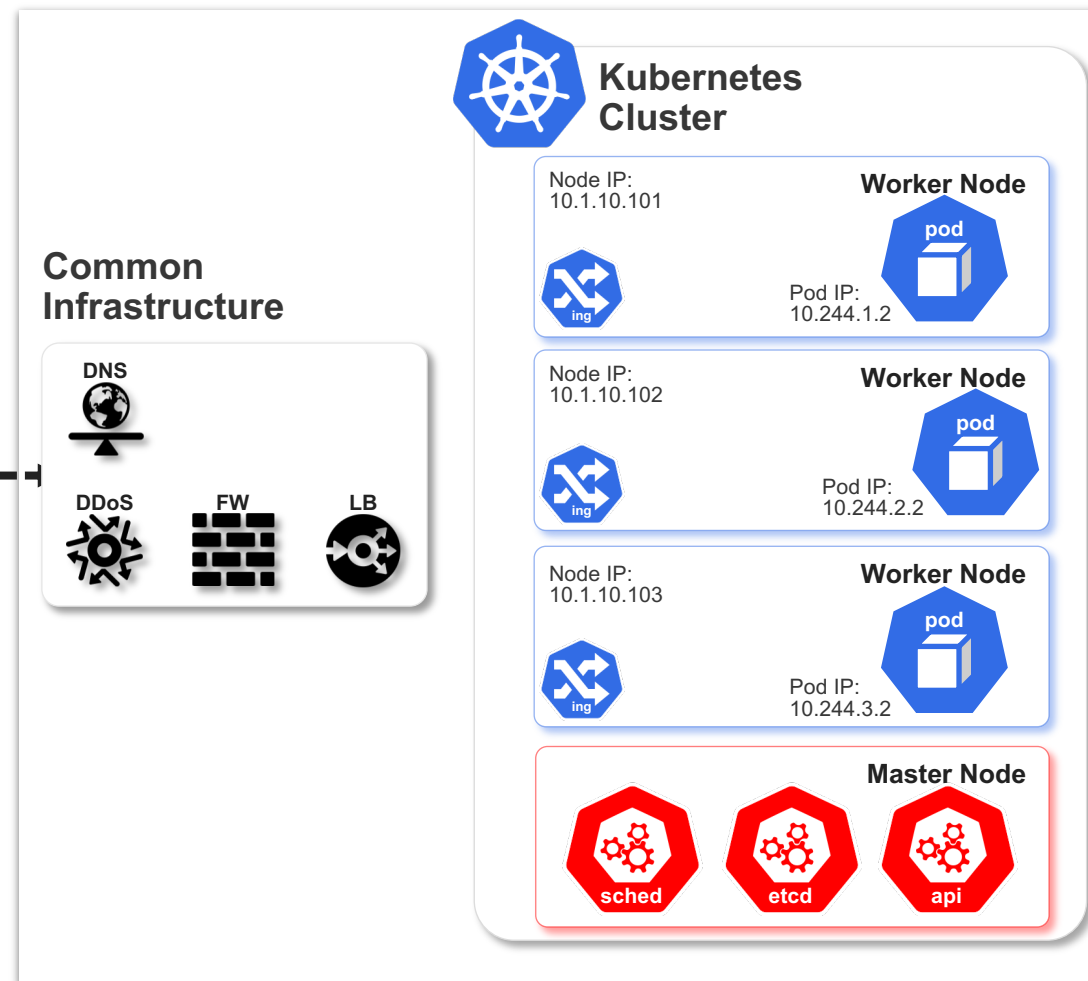 Kubernetes
Cluster
Node IP:
10.1.10.101
Worker Node
pod
ing
Pod IP:
10.244.1.2
Common
Infrastructure
DNS
DDoS
FW
LB
Node IP:
10.1.10.102
Worker Node
pod
ing
Pod IP:
10.244.2.2
Node IP:
10.1.10.103
Worker Node
pod
ing
Pod IP:
10.244.3.2
Master Node
sched
etcd
api